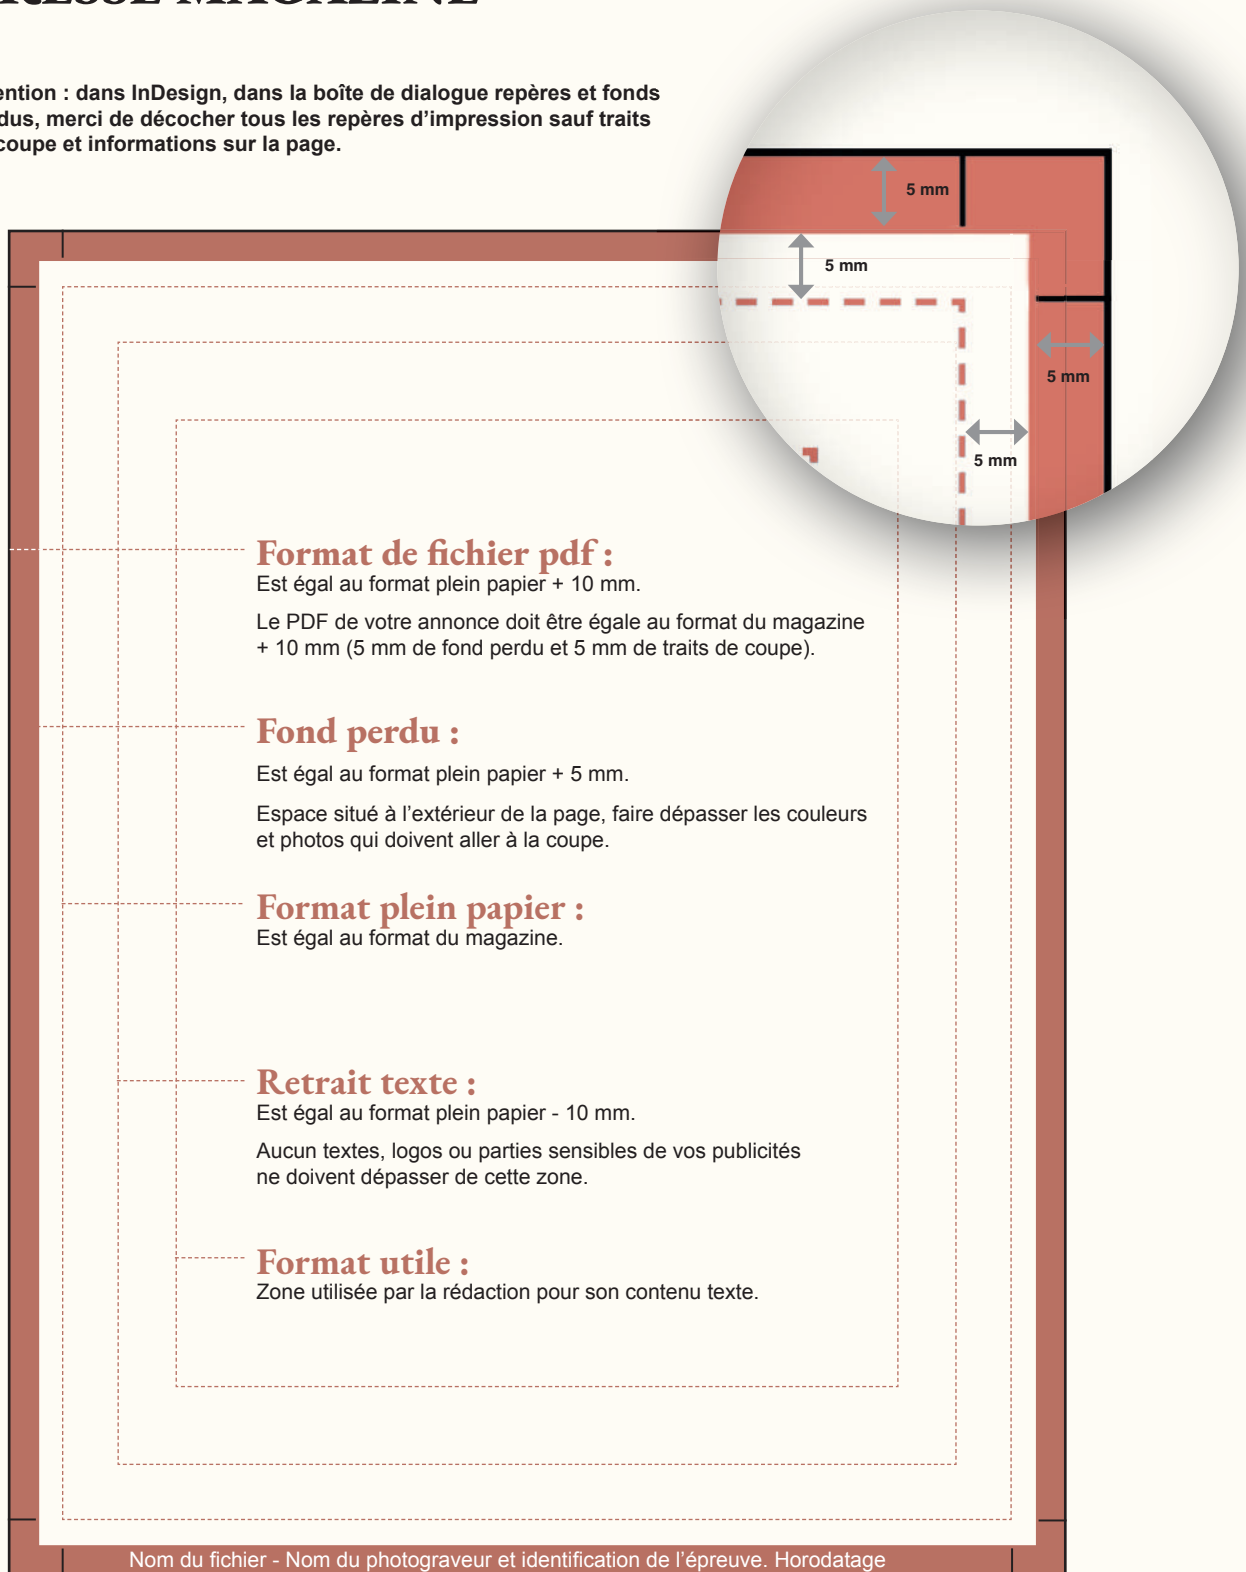 RESSE MAGAZINE
ention : dans InDesign, dans la boîte de dialogue repères et fonds
dus, merci de décocher tous les repères d’impression sauf traits
coupe et informations sur la page.
5 mm
5 mm
5 mm
5 mm
Format de fichier pdf :
Est égal au format plein papier + 10 mm.
Le PDF de votre annonce doit être égale au format du magazine
+ 10 mm (5 mm de fond perdu et 5 mm de traits de coupe).
Fond perdu :
Est égal au format plein papier + 5 mm.
Espace situé à l’extérieur de la page, faire dépasser les couleurs
et photos qui doivent aller à la coupe.
Format plein papier :
Est égal au format du magazine.
Retrait texte :
Est égal au format plein papier - 10 mm.
Aucun textes, logos ou parties sensibles de vos publicités
ne doivent dépasser de cette zone.
Format utile :
Zone utilisée par la rédaction pour son contenu texte.
Nom du fichier - Nom du photograveur et identification de l’épreuve. Horodatage